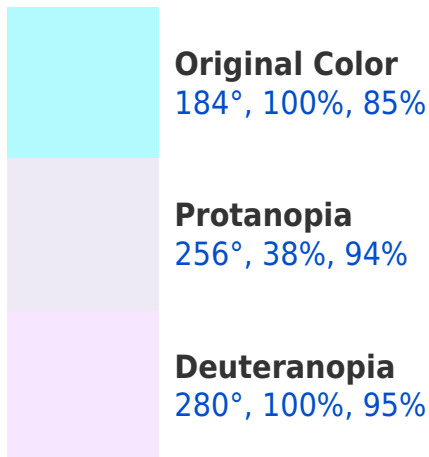 Original Color
184°, 100%, 85%
Protanopia
256°, 38%, 94%
Deuteranopia
280°, 100%, 95%